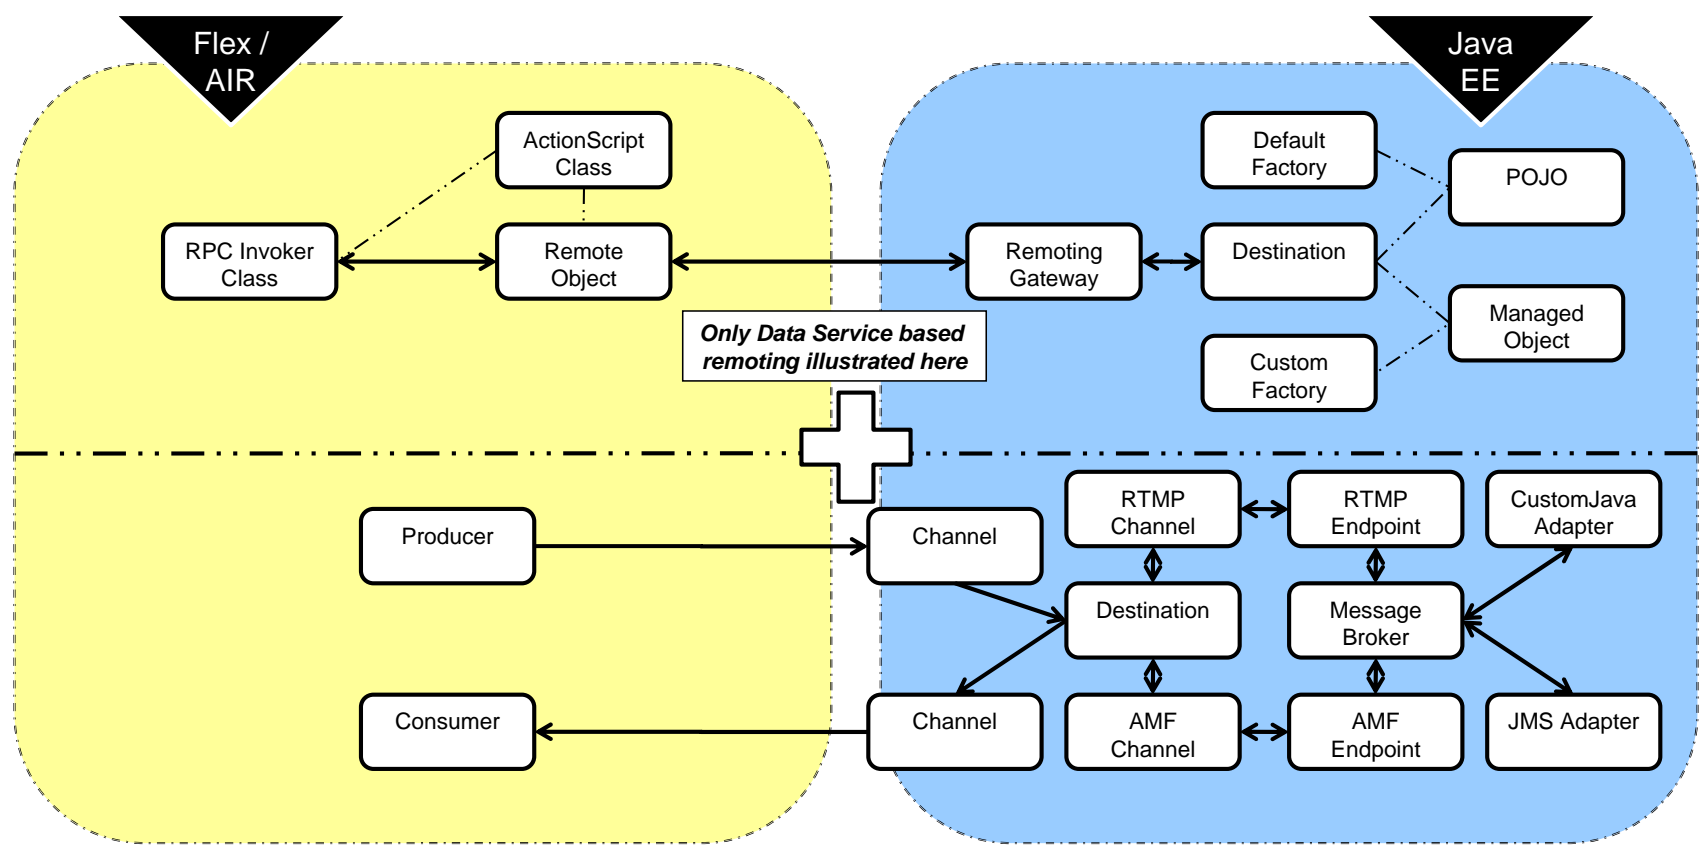 Flex /
AIR
Java
EE
ActionScript
Class
Default
Factory
POJO
RPC Invoker
Class
Remote
Object
Remoting
Gateway
Destination
Managed
Object
Only Data Service based
remoting illustrated here
Custom
Factory
Producer
Channel
RTMP
Channel
RTMP
Endpoint
CustomJava
Adapter
Destination
Message
Broker
Consumer
Channel
AMF
Channel
AMF
Endpoint
JMS Adapter